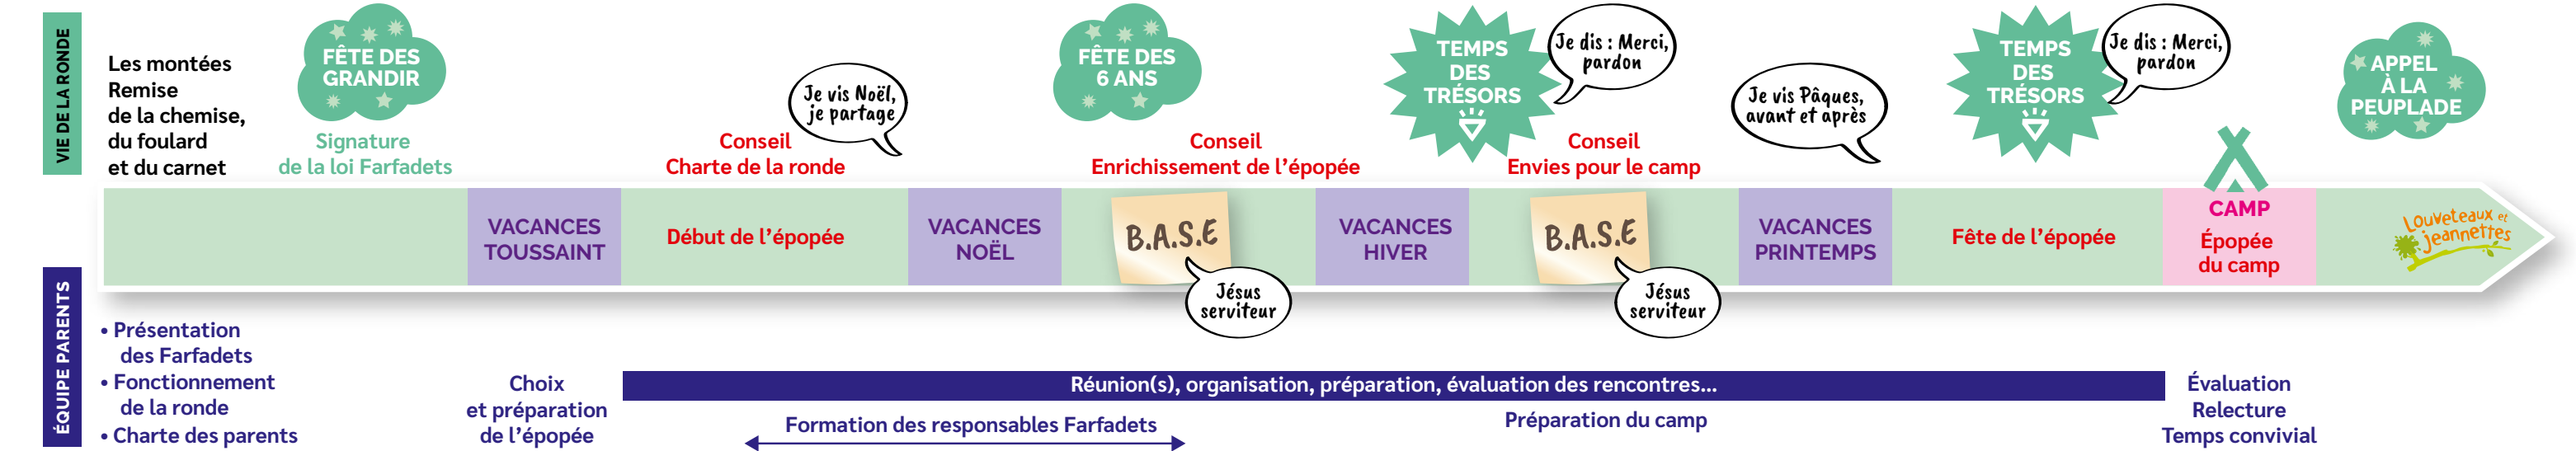 VIE DE LA RONDE
Les montées
Remise
de la chemise,
du foulard
et du carnet
FÊTE DES
GRANDIR
Signature
de la loi Farfadets
Conseil
Charte de la ronde
Je vis Noël,
je partage
FÊTE DES
6 ANS
Conseil
Enrichissement de l'épopée
TEMPS
DES
TRÉSORS
Je dis : Merci,
pardon
Conseil
Envies pour le camp
Je vis Pâques,
avant et après
TEMPS
DES
TRÉSORS
Je dis : Merci,
pardon
APPEL
À LA
PEUPLADE
VACANCES
TOUSSAINT
Début de l'épopée
VACANCES
NOËL
B.A.S.E
Jésus
serviteur
VACANCES
HIVER
B.A.S.E
Jésus
serviteur
VACANCES
PRINTEMPS
Fête de l'épopée
CAMP
Épopée
du camp
Louveteaux et
jeannettes
ÉQUIPE PARENTS
• Présentation
des Farfadets
• Fonctionnement
de la ronde
• Charte des parents
Choix
et préparation
de l'épopée
Réunion(s), organisation, préparation, évaluation des rencontres...
Formation des responsables Farfadets
Préparation du camp
Évaluation
Relecture
Temps convivial